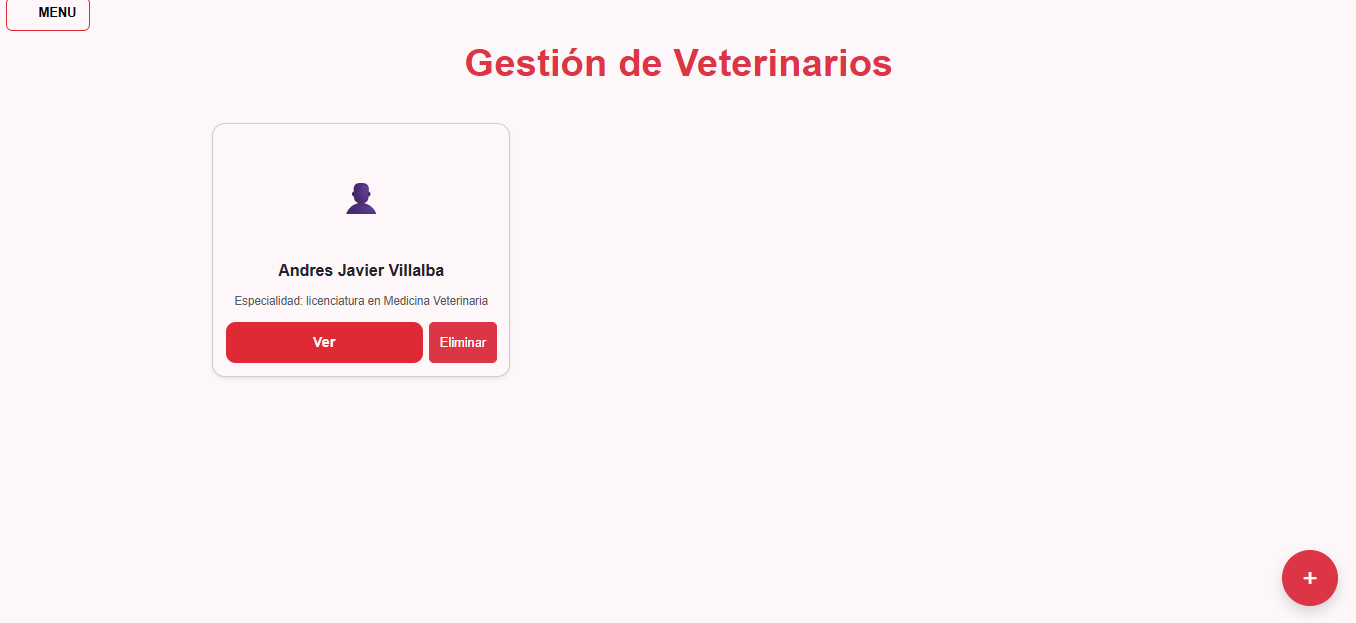 MENU
Gestión de Veterinarios
Andres Javier Villalba
Especialidad: licenciatura en Medicina Veterinaria
Ver
Eliminar
+